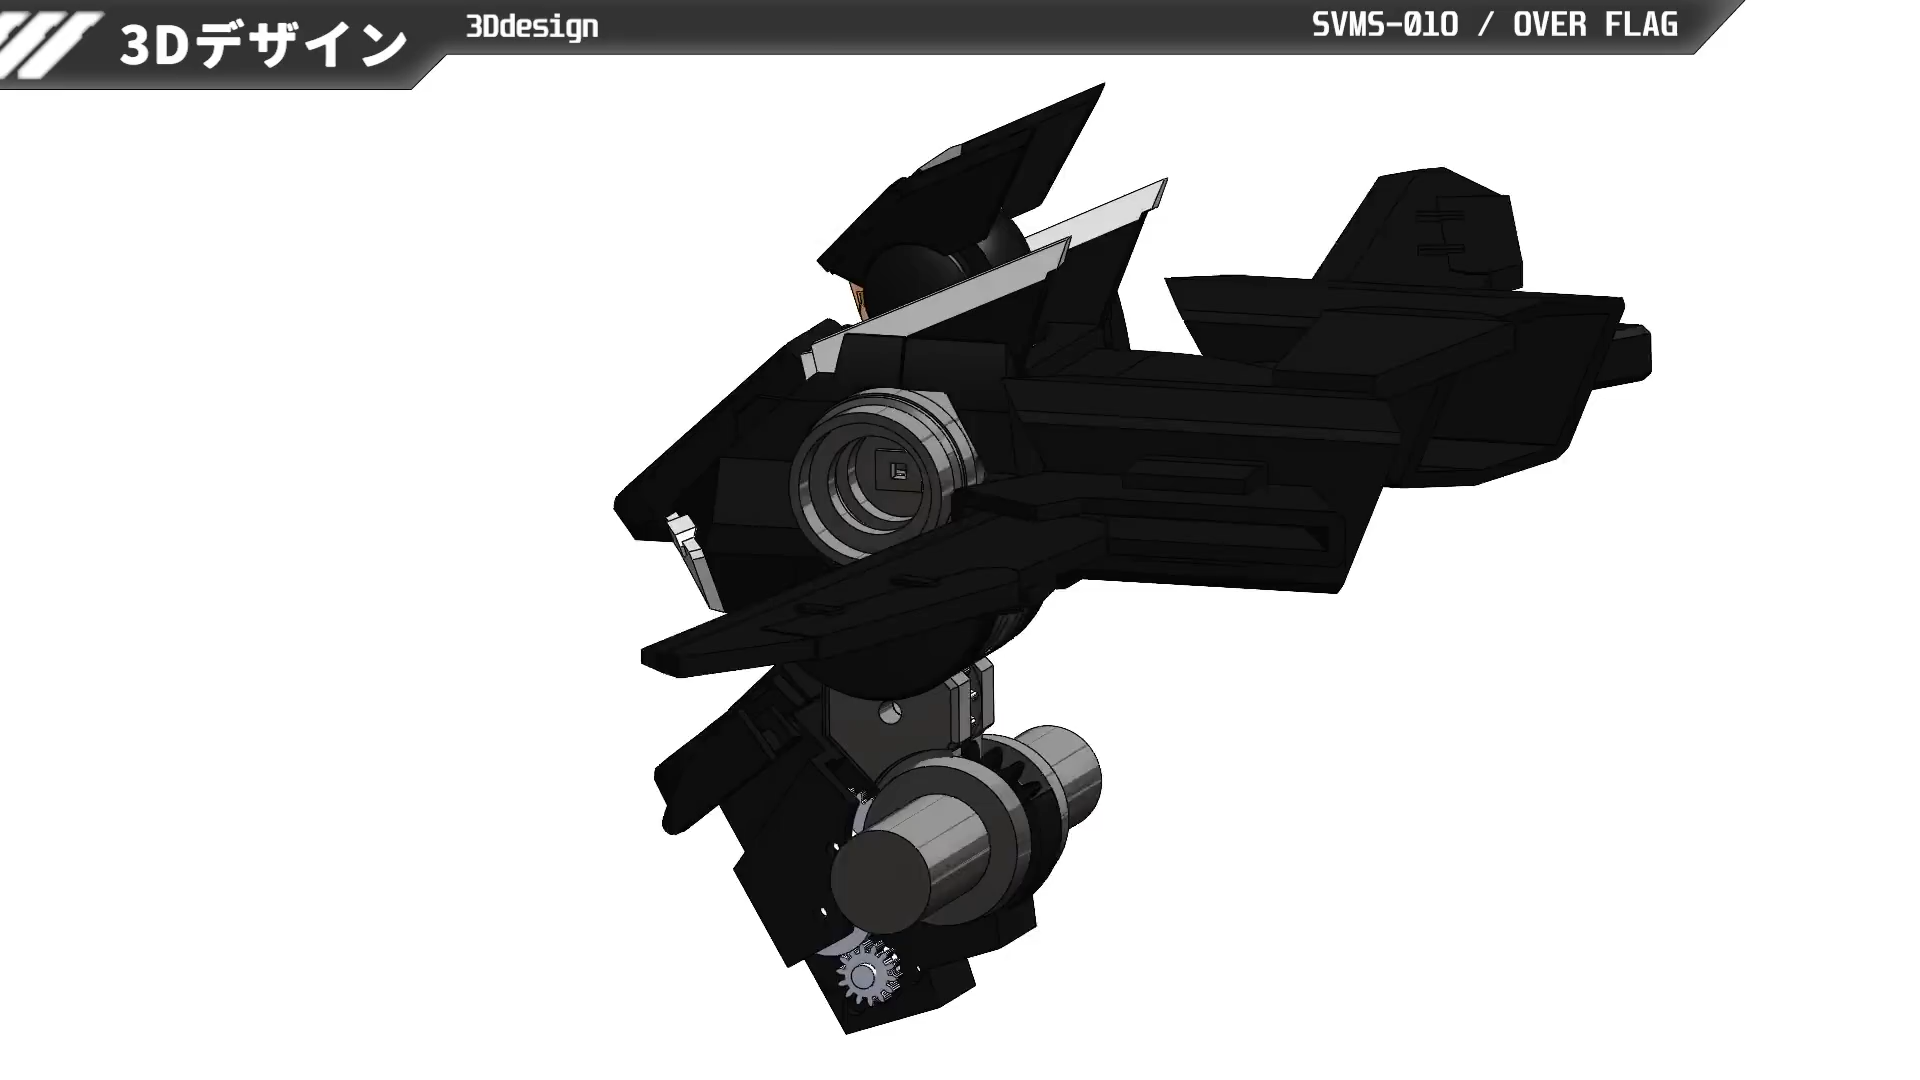 3Dデザイン
3Ddesign
SVMS-01O / OVER FLAG